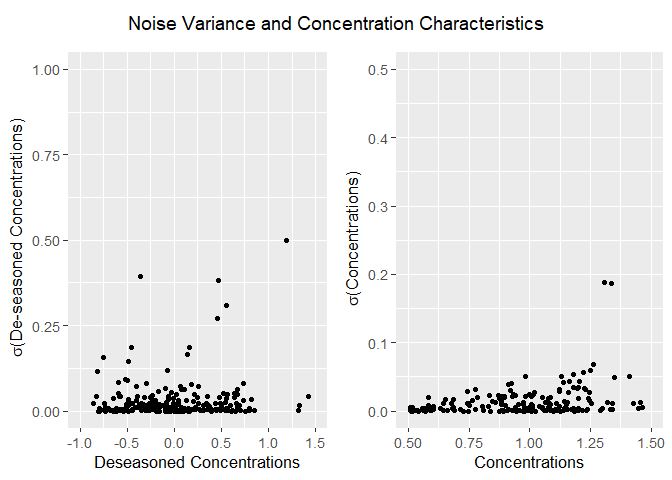 Noise Variance and Concentration Characteristics
σ(De-seasoned Concentrations)
1.00
0.75
0.50
0.25
0.00
-1.0 -0.5 0.0 0.5 1.0 1.5
Deseasoned Concentrations
σ(Concentrations)
0.5
0.4
0.3
0.2
0.1
0.0
0.50 0.75 1.00 1.25 1.50
Concentrations